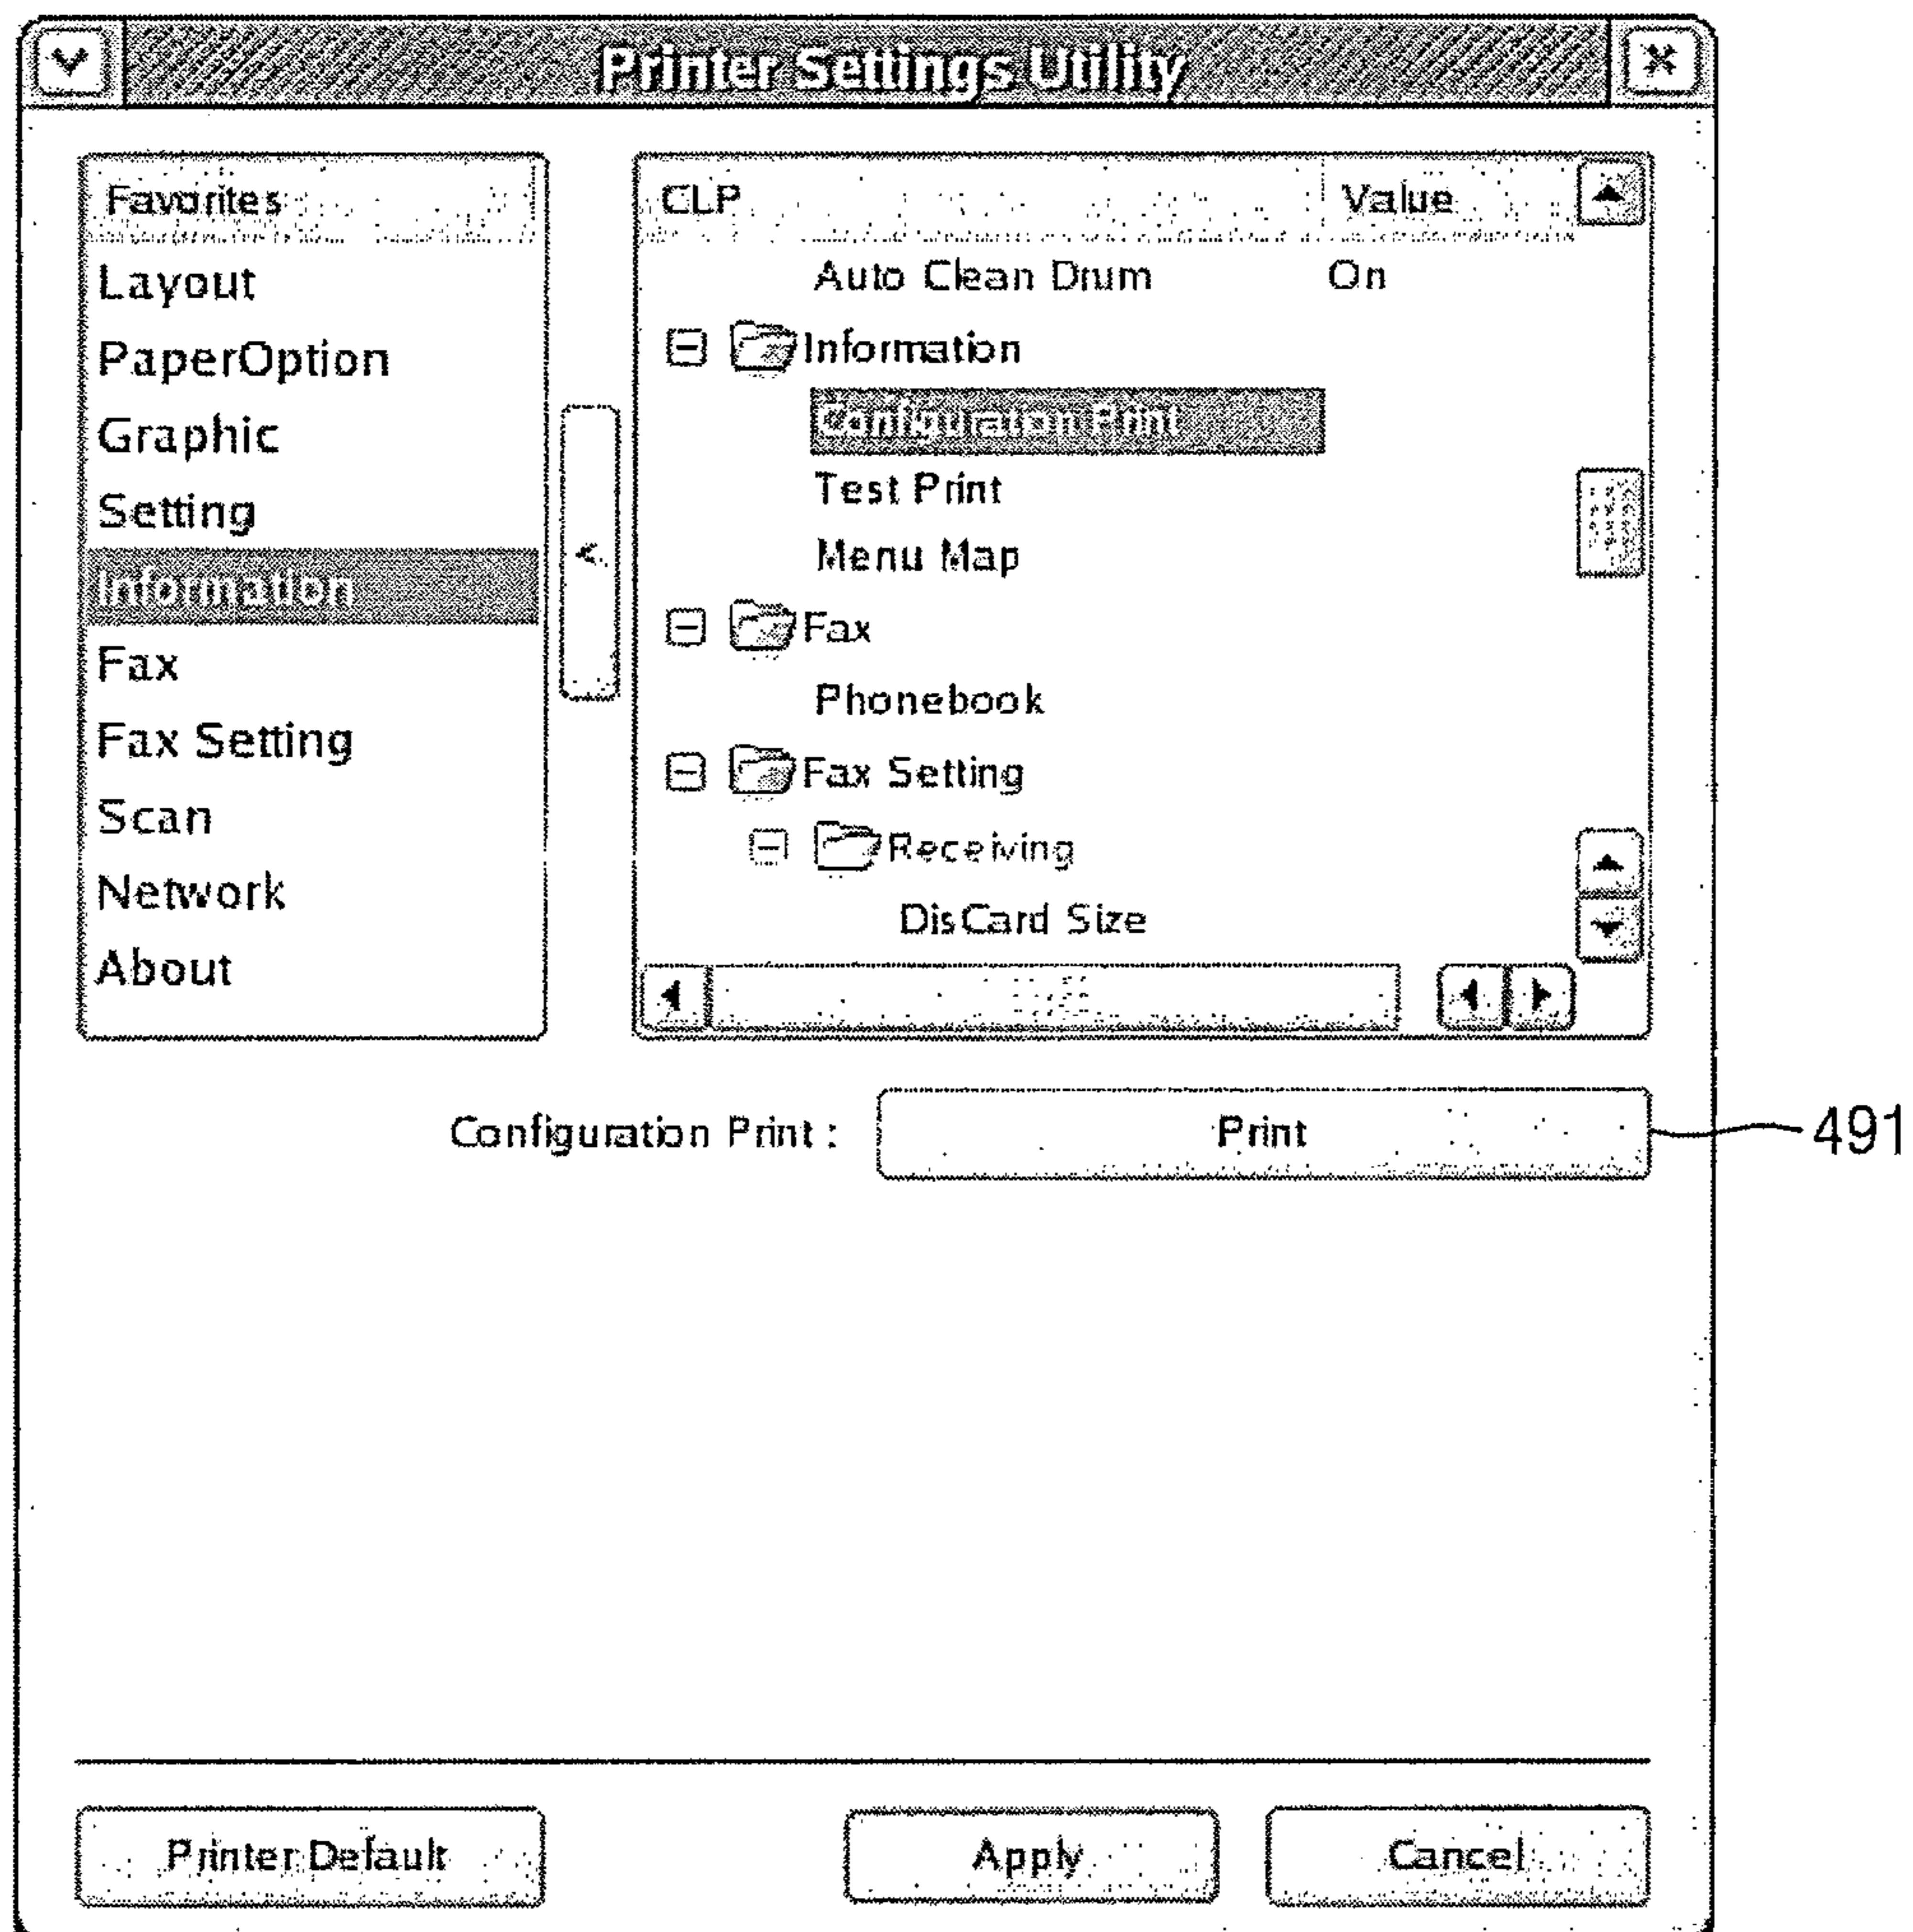 Printer Settings Utility
Favorites
Layout
PaperOption
Graphic
Setting
Information
Fax
Fax Setting
Scan
Network
About
<
CLP Value
Auto Clean Drum On
Information
Configuration Print
Test Print
Menu Map
Fax
Phonebook
Fax Setting
Receiving
DisCard Size
Configuration Print : Print
491
Printer Default Apply Cancel